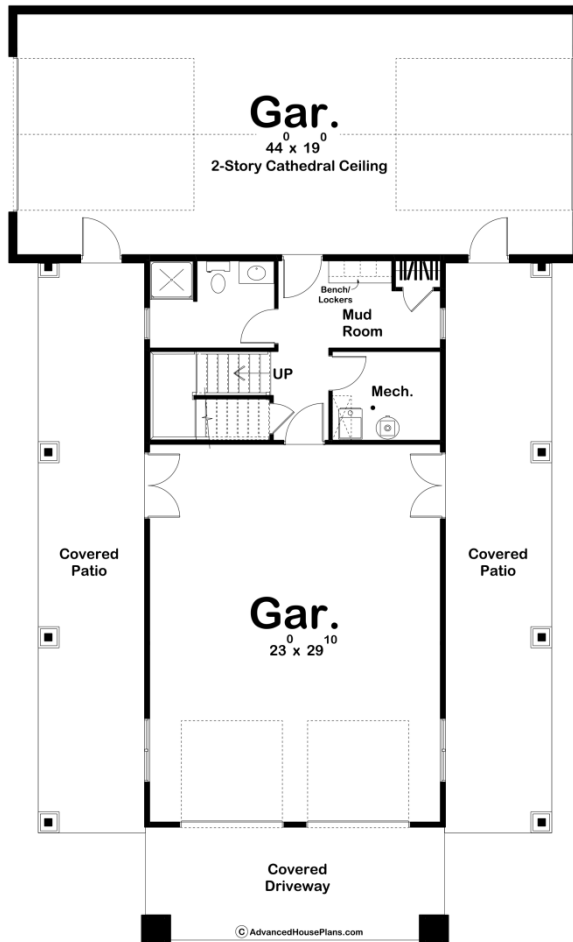 Gar.
44⁰ x 19⁰
2-Story Cathedral Ceiling
Bench/
Lockers
Mud
Room
UP
Mech.
Covered
Patio
Gar.
23⁰ x 29¹⁰
Covered
Patio
Covered
Driveway
© AdvancedHousePlans.com